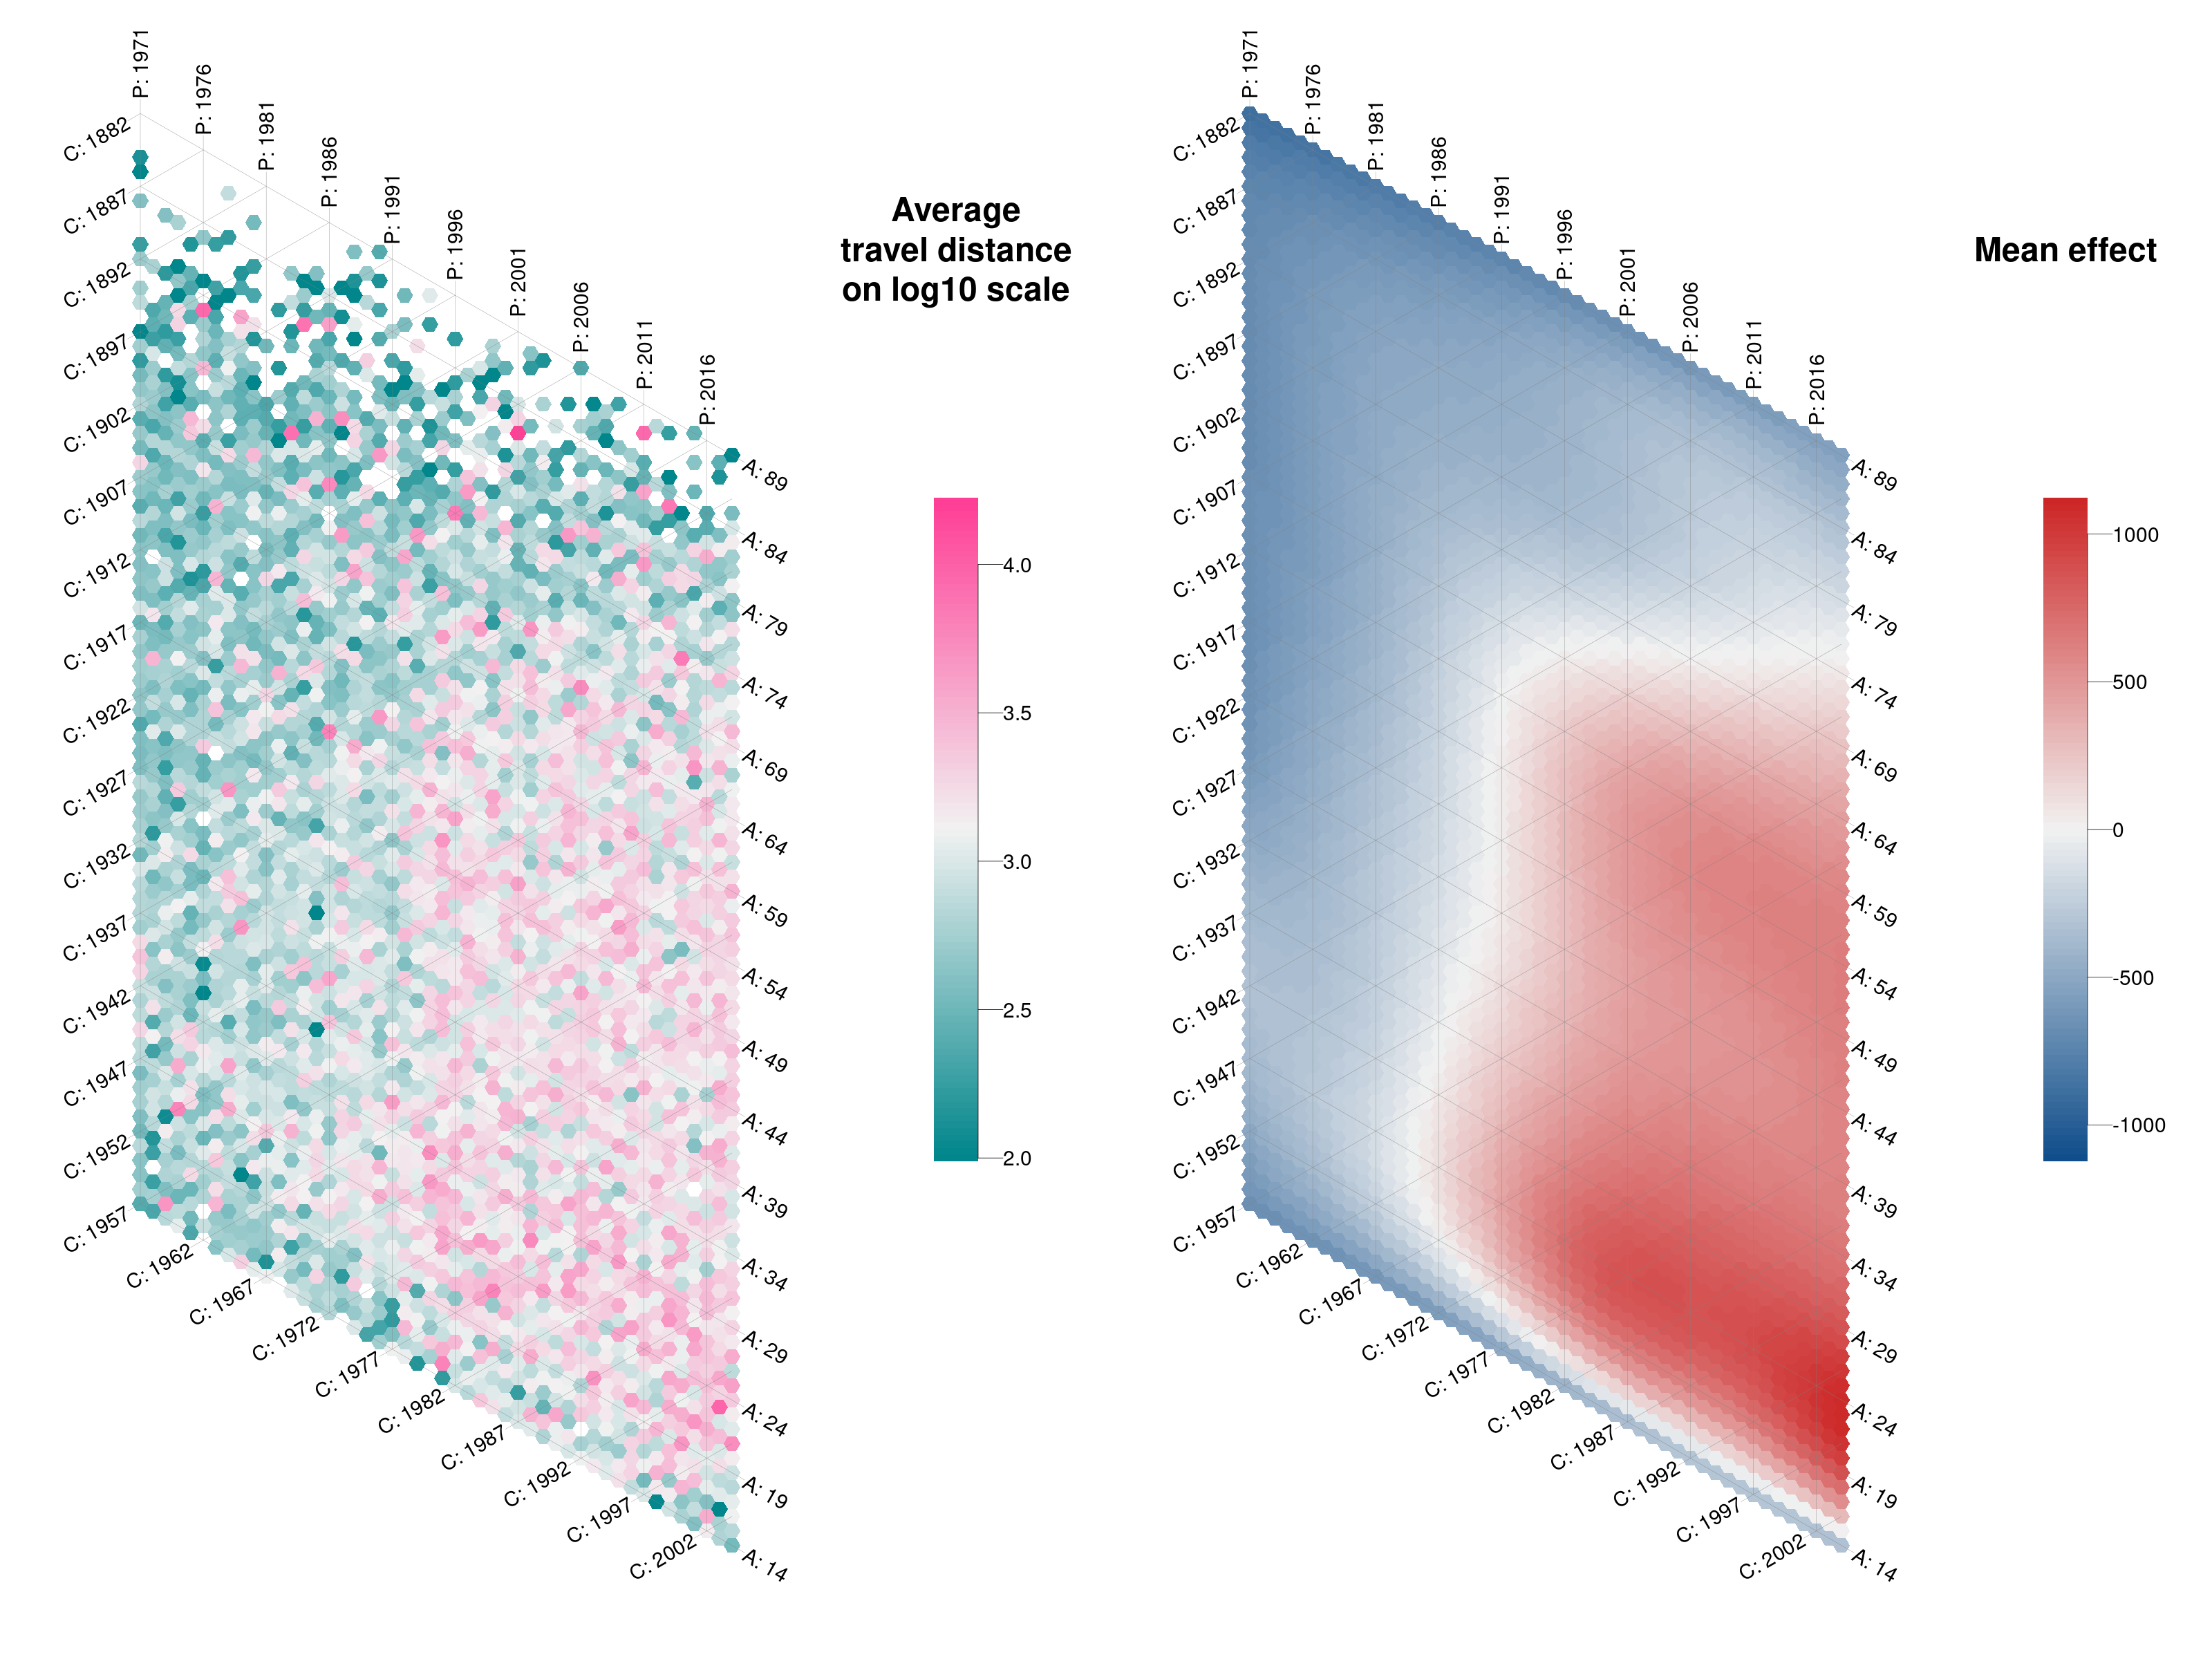 P: 1971
P: 1976
P: 1981
P: 1986
P: 1991
P: 1996
P: 2001
P: 2006
P: 2011
P: 2016
C: 1882
C: 1887
C: 1892
C: 1897
C: 1902
C: 1907
C: 1912
C: 1917
C: 1922
C: 1927
C: 1932
C: 1937
C: 1942
C: 1947
C: 1952
C: 1957
C: 1962
C: 1967
C: 1972
C: 1977
C: 1982
C: 1987
C: 1992
C: 1997
C: 2002
A: 89
A: 84
A: 79
A: 74
A: 69
A: 64
A: 59
A: 54
A: 49
A: 44
A: 39
A: 34
A: 29
A: 24
A: 19
A: 14
Average
travel distance
on log10 scale
4.0
3.5
3.0
2.5
2.0
P: 1971
P: 1976
P: 1981
P: 1986
P: 1991
P: 1996
P: 2001
P: 2006
P: 2011
P: 2016
C: 1882
C: 1887
C: 1892
C: 1897
C: 1902
C: 1907
C: 1912
C: 1917
C: 1922
C: 1927
C: 1932
C: 1937
C: 1942
C: 1947
C: 1952
C: 1957
C: 1962
C: 1967
C: 1972
C: 1977
C: 1982
C: 1987
C: 1992
C: 1997
C: 2002
A: 89
A: 84
A: 79
A: 74
A: 69
A: 64
A: 59
A: 54
A: 49
A: 44
A: 39
A: 34
A: 29
A: 24
A: 19
A: 14
Mean effect
1000
500
0
-500
-1000